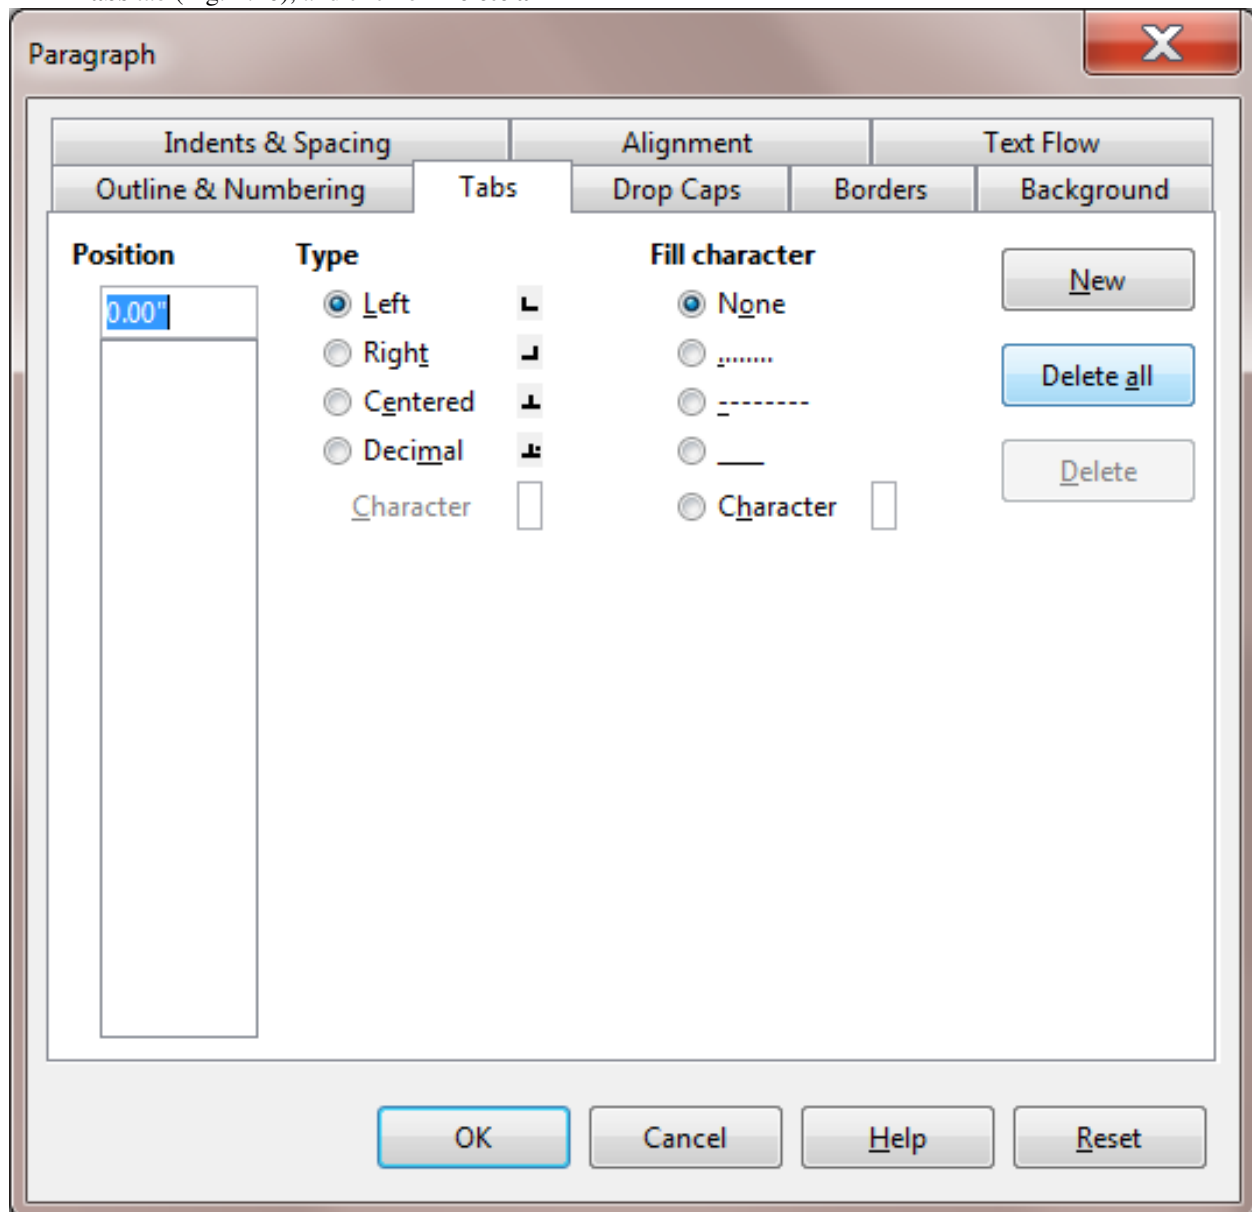 Paragraph
Indents & Spacing Alignment Text Flow
Outline & Numbering Tabs Drop Caps Borders Background
Position Type Fill character New
0.00" Left None
Right ,.......
Delete all
Centered --------
Decimal ___
Delete
Character Character
OK Cancel Help Reset